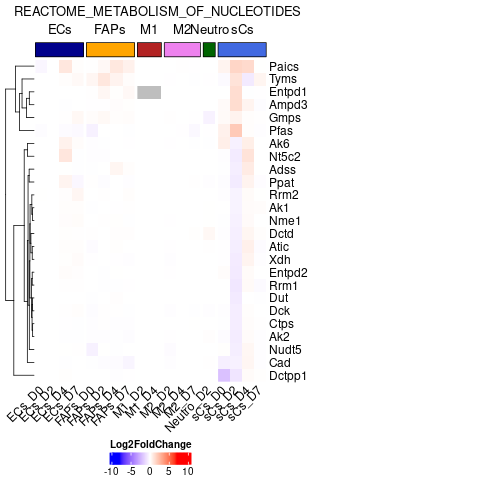 REACTOME_METABOLISM_OF_NUCLEOTIDES
ECs FAPs M1 M2 Neutro sCs
Paics
Tyms
Entpd1
Ampd3
Gmps
Pfas
Ak6
Nt5c2
Adss
Ppat
Rrm2
Ak1
Nme1
Dctd
Atic
Xdh
Entpd2
Rrm1
Dut
Dck
Ctps
Ak2
Nudt5
Cad
Dctpp1
ECs_D0 ECs_D2 ECs_D4 ECs_D7 FAPs_D0 FAPs_D2 FAPs_D4 FAPs_D7 M1_D2 M1_D4 M2_D2 M2_D4 M2_D7 Neutro_D2 sCs_D0 sCs_D2 sCs_D4 sCs_D7
Log2FoldChange
-10 -5 0 5 10